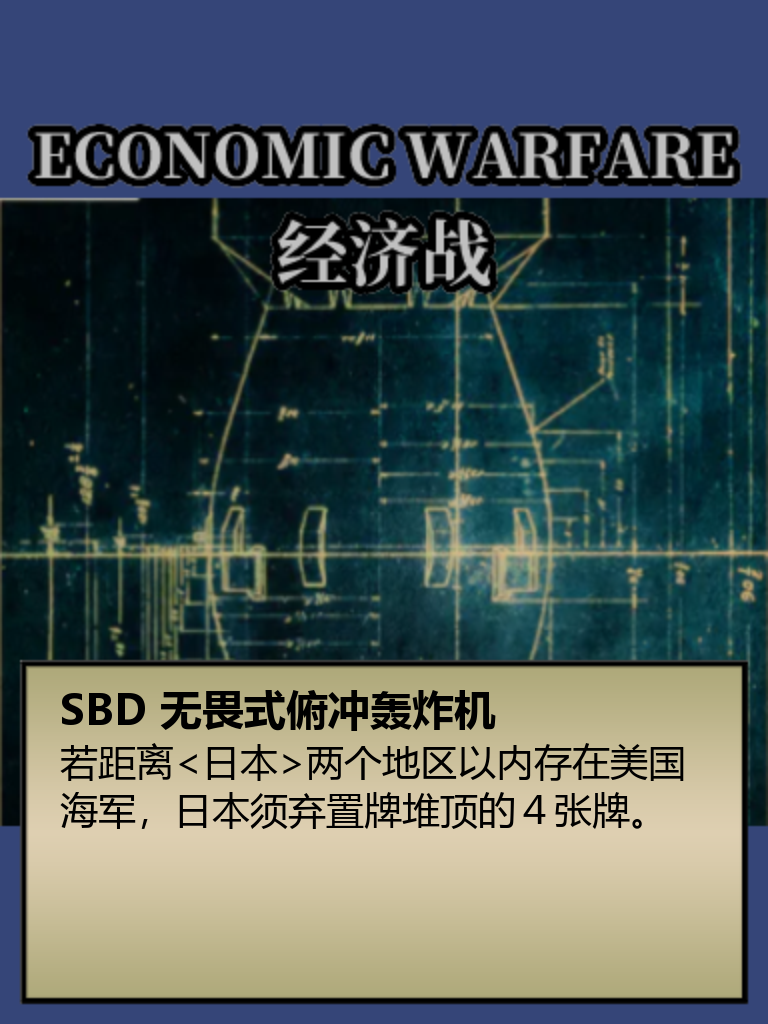 ECONOMIC WARFARE
经济战
SBD 无畏式俯冲轰炸机
若距离<日本>两个地区以内存在美国
海军，日本须弃置牌堆顶的４张牌。